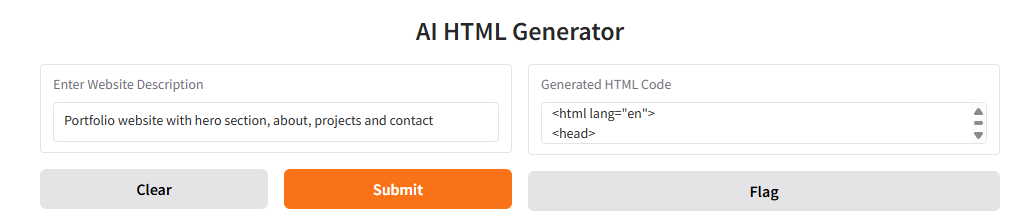 AI HTML Generator
Enter Website Description
Portfolio website with hero section, about, projects and contact
Clear
Submit
Generated HTML Code
<html lang="en">
<head>
Flag